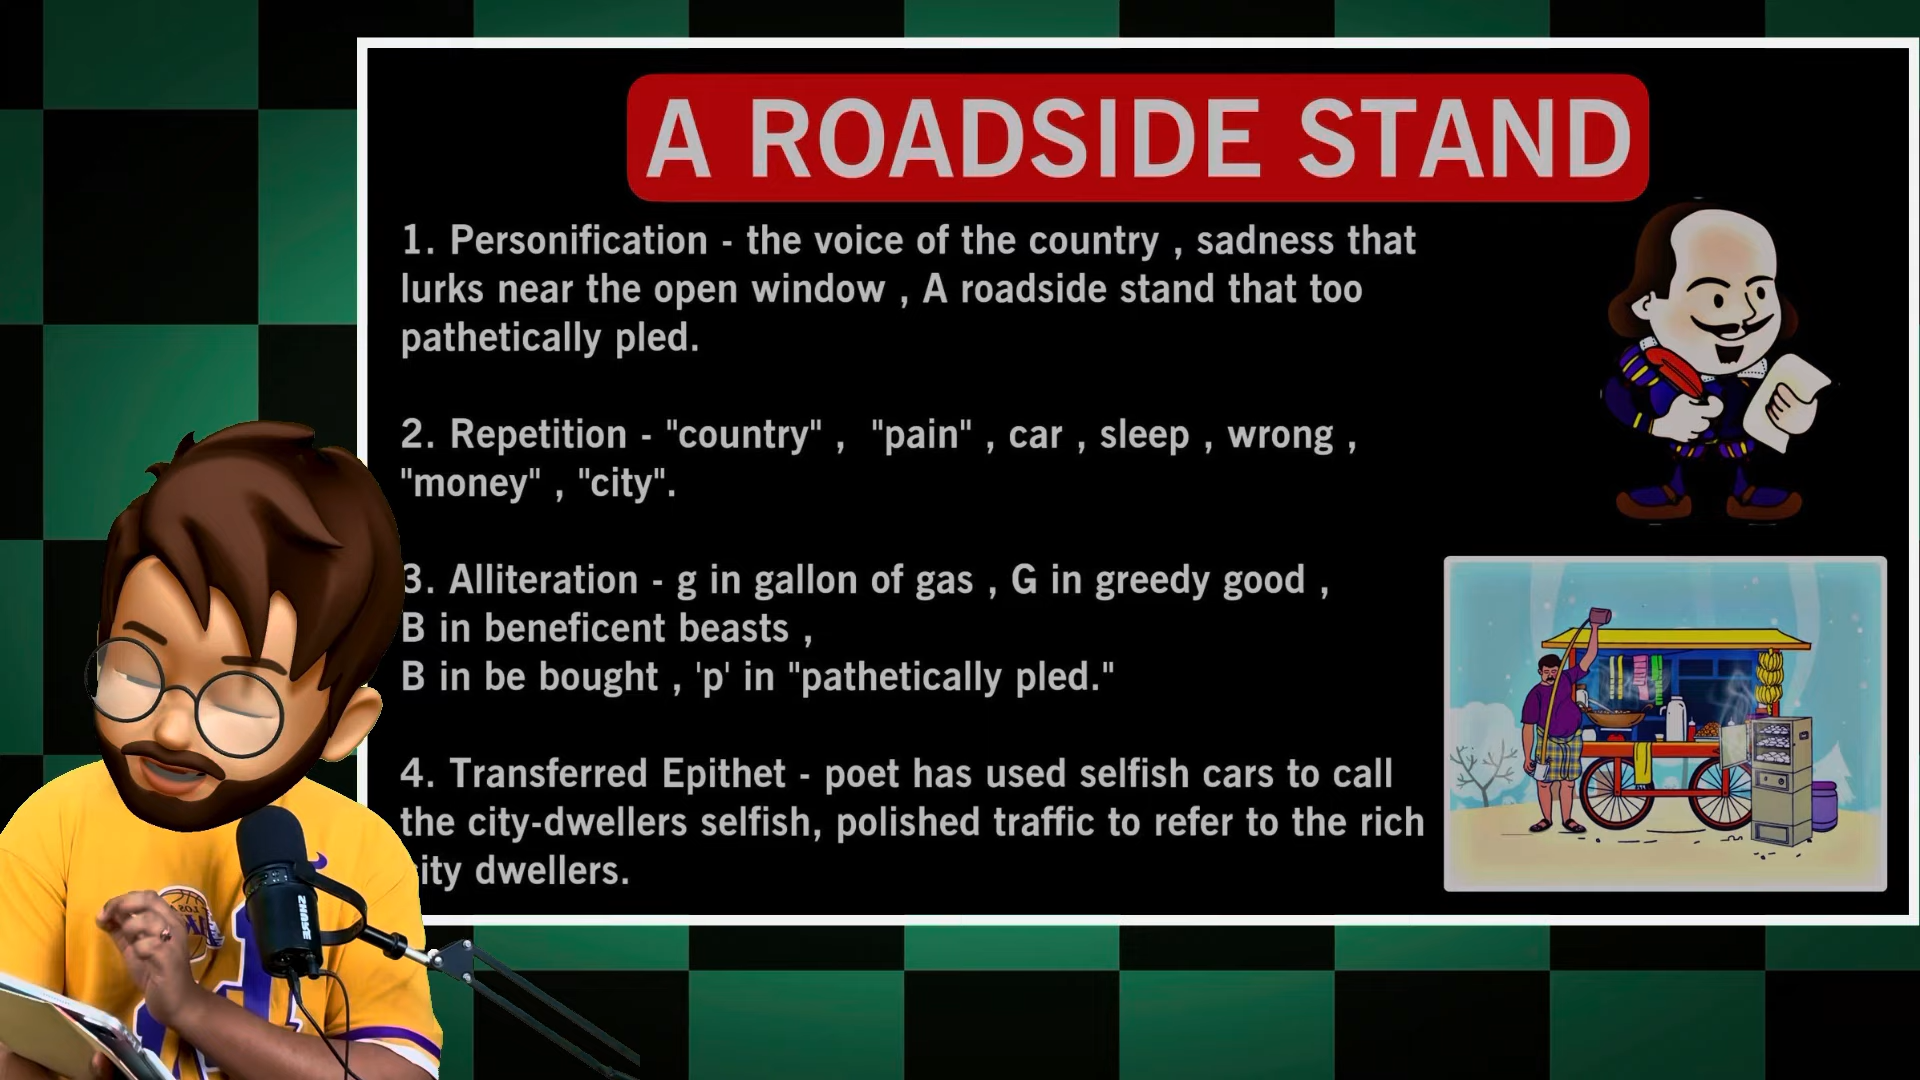 A ROADSIDE STAND
1. Personification - the voice of the country , sadness that
lurks near the open window , A roadside stand that too
pathetically pled.
2. Repetition - "country" , "pain" , car , sleep , wrong ,
"money" , "city".
3. Alliteration - g in gallon of gas , G in greedy good ,
B in beneficent beasts ,
B in be bought , 'p' in "pathetically pled."
4. Transferred Epithet - poet has used selfish cars to call
the city-dwellers selfish, polished traffic to refer to the rich
ity dwellers.
SHURE